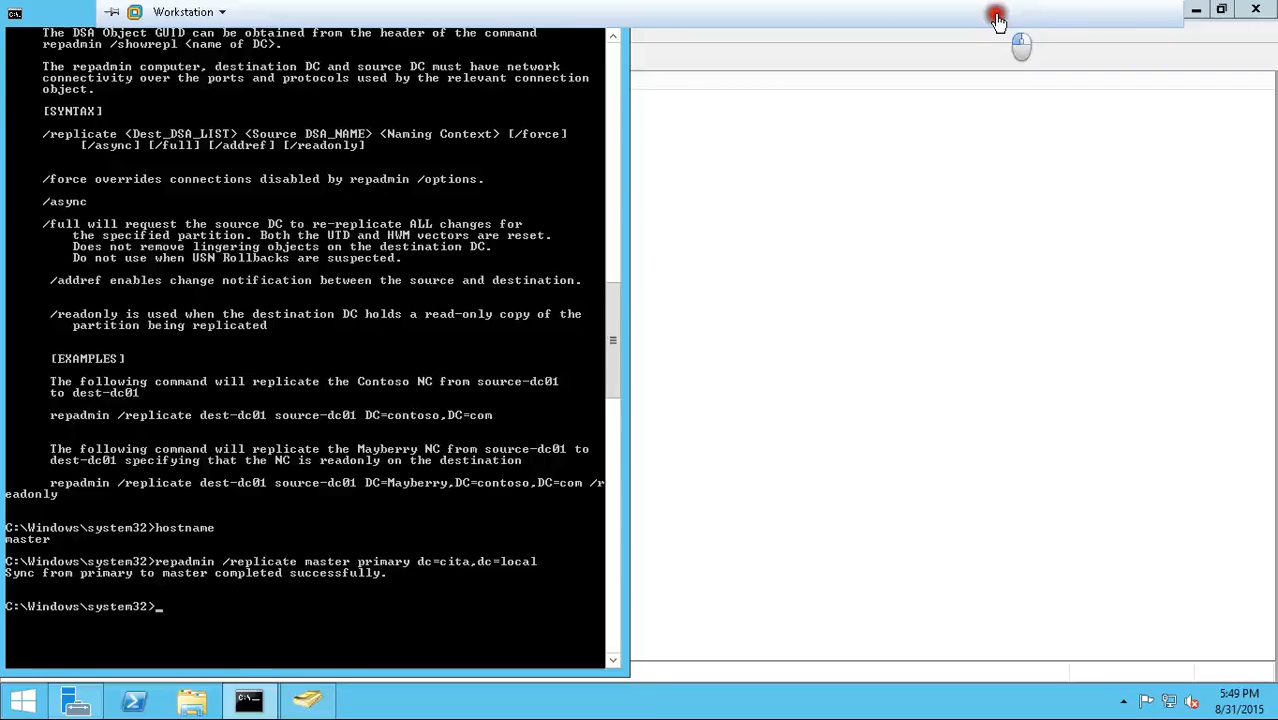 Workstation
The DSA Object GUID can be obtained from the header of the command
repadmin /showrepl <name of DC>.
The repadmin computer, destination DC and source DC must have network
connectivity over the ports and protocols used by the relevant connection
object.
[SYNTAX]
/replicate <Dest_DSA_LIST> <Source DSA_NAME> <Naming Context> [/force]
[/async] [/full] [/addref] [/readonly]
/force overrides connections disabled by repadmin /options.
/async
/full will request the source DC to re-replicate ALL changes for
the specified partition. Both the UTD and HWM vectors are reset.
Does not remove lingering objects on the destination DC.
Do not use when USN Rollbacks are suspected.
/addref enables change notification between the source and destination.
/readonly is used when the destination DC holds a read-only copy of the
partition being replicated
[EXAMPLES]
The following command will replicate the Contoso NC from source-dc01
to dest-dc01
repadmin /replicate dest-dc01 source-dc01 DC=contoso,DC=com
The following command will replicate the Mayberry NC from source-dc01 to
dest-dc01 specifying that the NC is readonly on the destination
repadmin /replicate dest-dc01 source-dc01 DC=Mayberry,DC=contoso,DC=com /r
eadonly
C:\Windows\system32>hostname
master
C:\Windows\system32>repadmin /replicate master primary dc=cita,dc=local
Sync from primary to master completed successfully.
C:\Windows\system32>_
5:49 PM
8/31/2015